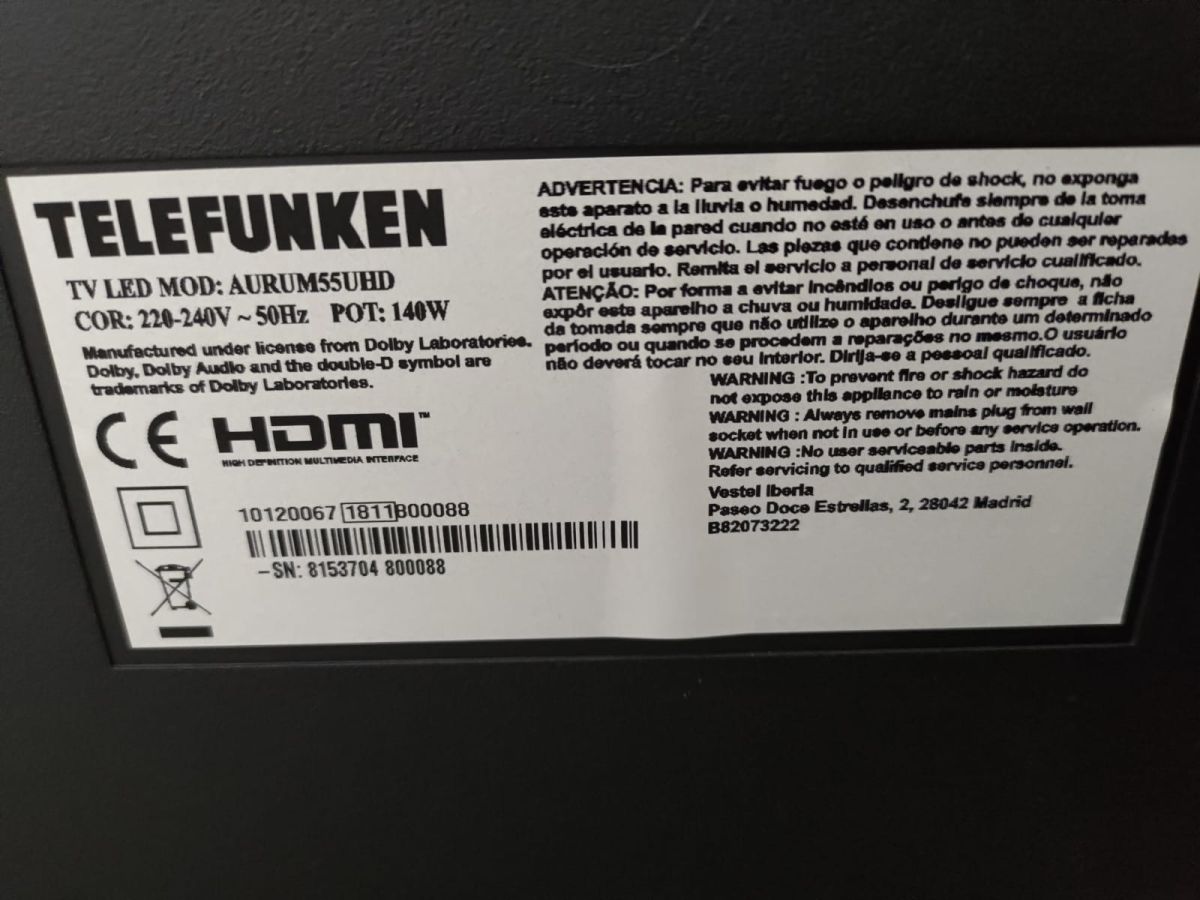 TELEFUNKEN
TV LED MOD: AURUM55UHD
COR: 220-240V ~ 50Hz POT: 140W
Manufactured under license from Dolby Laboratories.
Dolby, Dolby Audio and the double-D symbol are
trademarks of Dolby Laboratories.
CE HDMI™
HIGH DEFINITION MULTIMEDIA INTERFACE
10120067 1811B00088
–SN: 8153704 800088
ADVERTENCIA: Para evitar fuego o peligro de shock, no exponga
este aparato a la lluvia o humedad. Desenchufe siempre de la toma
eléctrica de la pared cuando no esté en uso o antes de cualquier
operación de servicio. Las piezas que contiene no pueden ser reparadas
por el usuario. Remita el servicio a personal de servicio cualificado.
ATENÇÃO: Por forma a evitar incêndios ou perigo de choque, não
expôr este aparelho a chuva ou humidade. Desligue sempre a ficha
da tomada sempre que não utilize o aparelho durante um determinado
período ou quando se procedem a reparações no mesmo.O usuário
não deverá tocar no seu interior. Dirija-se a pessoal qualificado.
WARNING :To prevent fire or shock hazard do
not expose this appliance to rain or moisture
WARNING : Always remove mains plug from wall
socket when not in use or before any service operation.
WARNING :No user serviceable parts inside.
Refer servicing to qualified service personnel.
Vestel Iberia
Paseo Doce Estrellas, 2, 28042 Madrid
B82073222